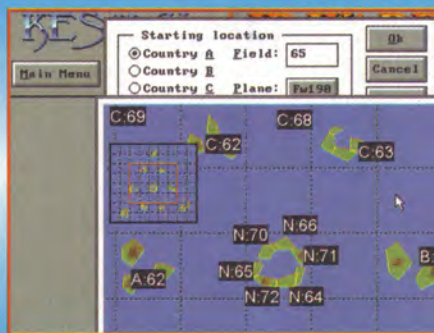 KES
Starting location
Country A Field: 65
Country B
Country C Plane: Fw190
Ok
Cancel
Main Menu
C:69
C:62
C:68
C:63
N:70
N:66
N:65
N:71
N:72
N:64
A:62
B: